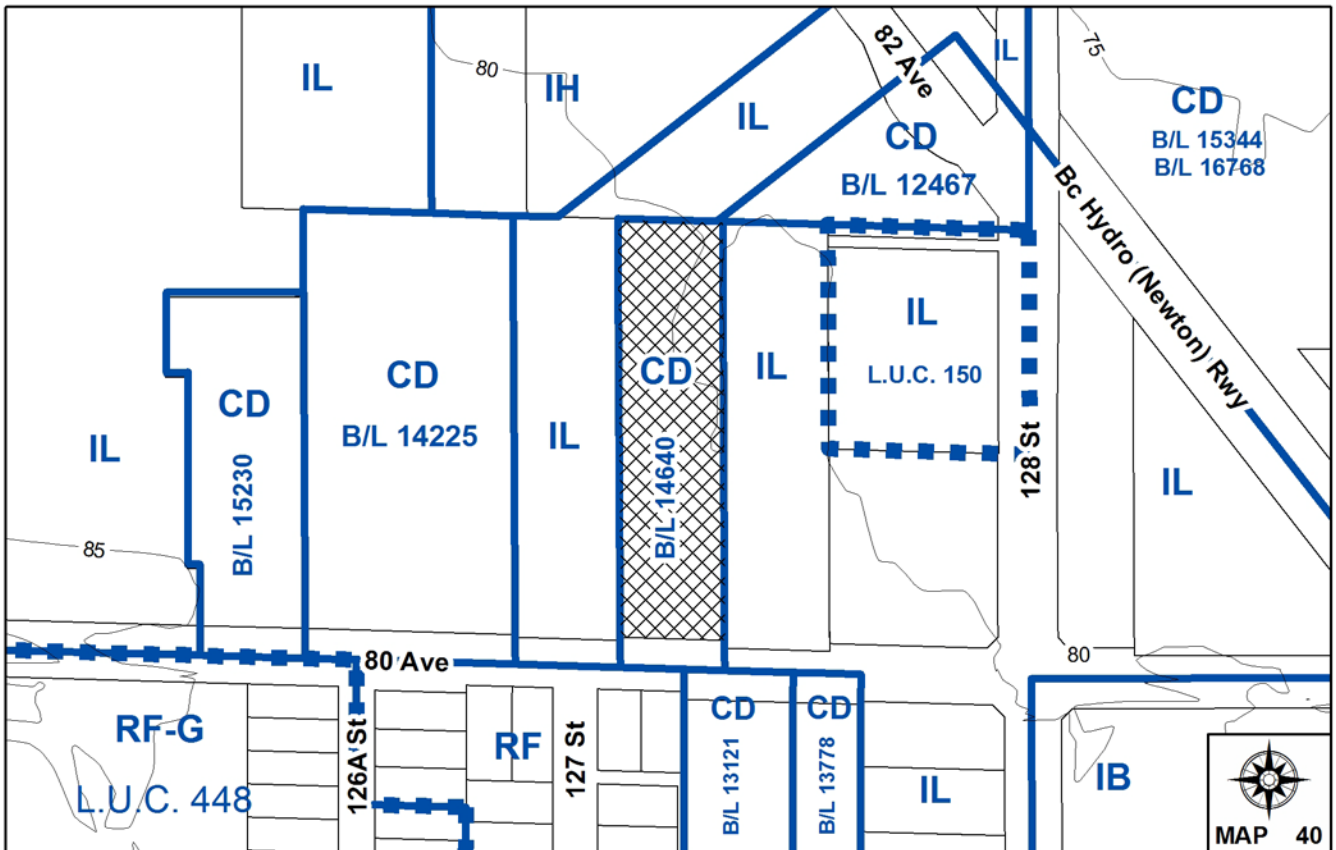 82 Ave
IL
75
IL
80
IH
CD
IL
B/L 15344
CD
B/L 16768
B/L 12467
Bc Hydro (Newton) Rwy
IL
CD
CD
IL
L.U.C. 150
CD
B/L 14225
IL
IL
128 St
IL
B/L 14640
B/L 15230
85
80 Ave
80
CD
CD
RF-G
RF
126A St
127 St
IB
B/L 13121
B/L 13778
IL
L.U.C. 448
MAP 40